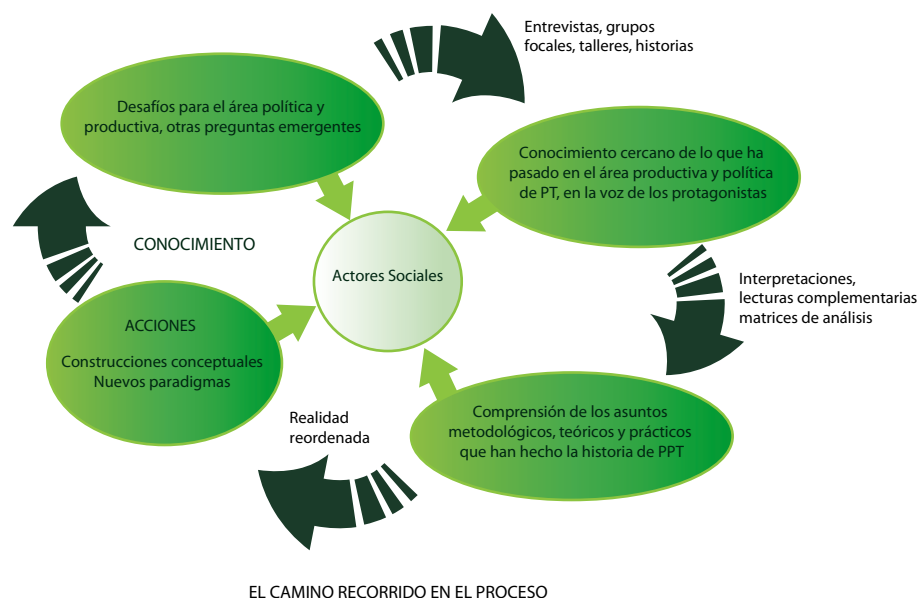 Entrevistas, grupos
focales, talleres, historias
Desafíos para el área política y
productiva, otras preguntas emergentes
Conocimiento cercano de lo que ha
pasado en el área productiva y política
de PT, en la voz de los protagonistas
CONOCIMIENTO
Actores Sociales
Interpretaciones,
lecturas complementarias
matrices de análisis
ACCIONES
Construcciones conceptuales
Nuevos paradigmas
Realidad
reordenada
Comprensión de los asuntos
metodológicos, teóricos y prácticos
que han hecho la historia de PPT
EL CAMINO RECORRIDO EN EL PROCESO